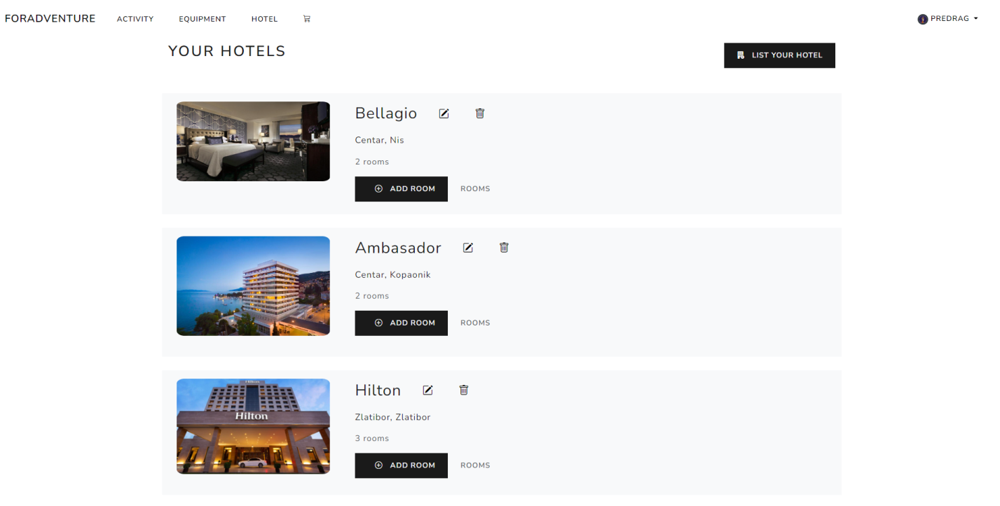 FORADVENTURE ACTIVITY EQUIPMENT HOTEL PREDRAG
YOUR HOTELS
LIST YOUR HOTEL
Bellagio
Centar, Nis
2 rooms
ADD ROOM ROOMS
Ambasador
Centar, Kopaonik
2 rooms
ADD ROOM ROOMS
Hilton
Hilton
Hilton
Zlatibor, Zlatibor
3 rooms
ADD ROOM ROOMS